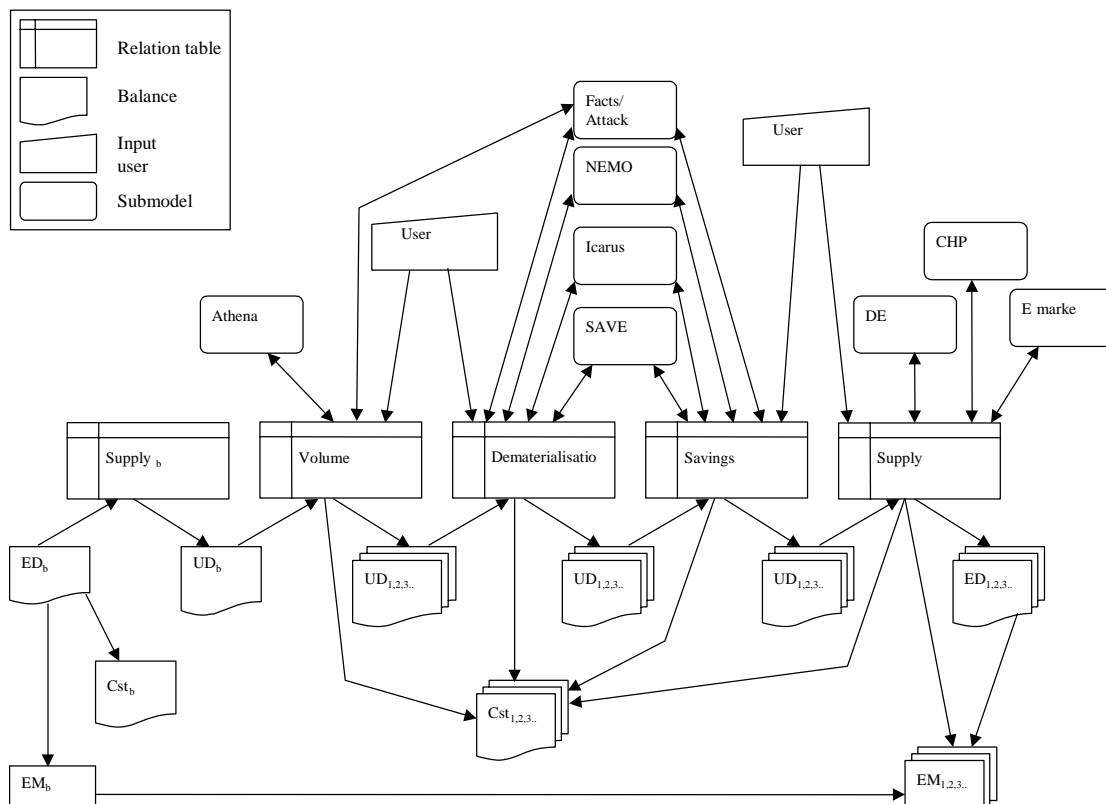 Relation table
Balance
Input
user
Submodel
Facts/
Attack
User
NEMO
User
Icarus
CHP
Athena
SAVE
DE
E marke
Supply b
Volume
Dematerialisatio
Savings
Supply
EDb
UDb
UD1,2,3..
UD1,2,3..
UD1,2,3..
ED1,2,3..
Cstb
Cst1,2,3..
EMb
EM1,2,3..